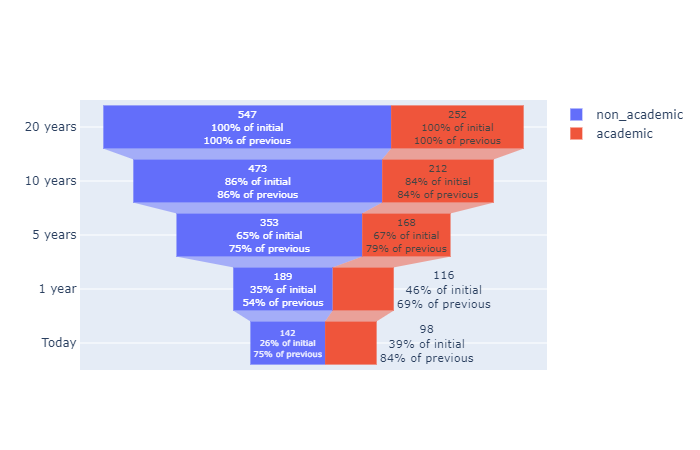 non_academic
academic
20 years
547
100% of initial
100% of previous
252
100% of initial
100% of previous
10 years
473
86% of initial
86% of previous
212
84% of initial
84% of previous
5 years
353
65% of initial
75% of previous
168
67% of initial
79% of previous
1 year
189
35% of initial
54% of previous
116
46% of initial
69% of previous
Today
142
26% of initial
75% of previous
98
39% of initial
84% of previous